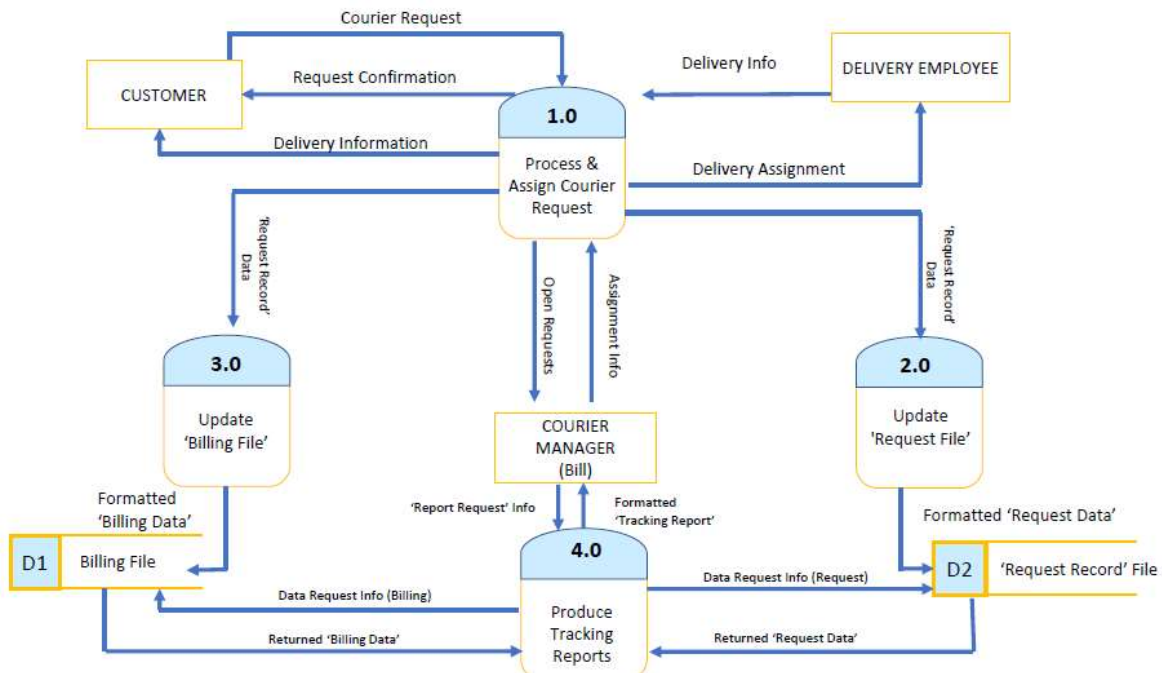 Courier Request
Request Confirmation
CUSTOMER
Delivery Information
Delivery Info
DELIVERY EMPLOYEE
1.0
Process &
Assign Courier
Request
Delivery Assignment
'Request Record'
Data
Open Requests
Assignment Info
'Request Record'
Data
3.0
Update
'Billing File'
COURIER
MANAGER
(Bill)
2.0
Update
'Request File'
Formatted
'Billing Data'
'Report Request' Info
Formatted
'Tracking Report'
Formatted 'Request Data'
D1
Billing File
4.0
Produce
Tracking
Reports
D2
'Request Record' File
Data Request Info (Billing)
Data Request Info (Request)
Returned 'Billing Data'
Returned 'Request Data'